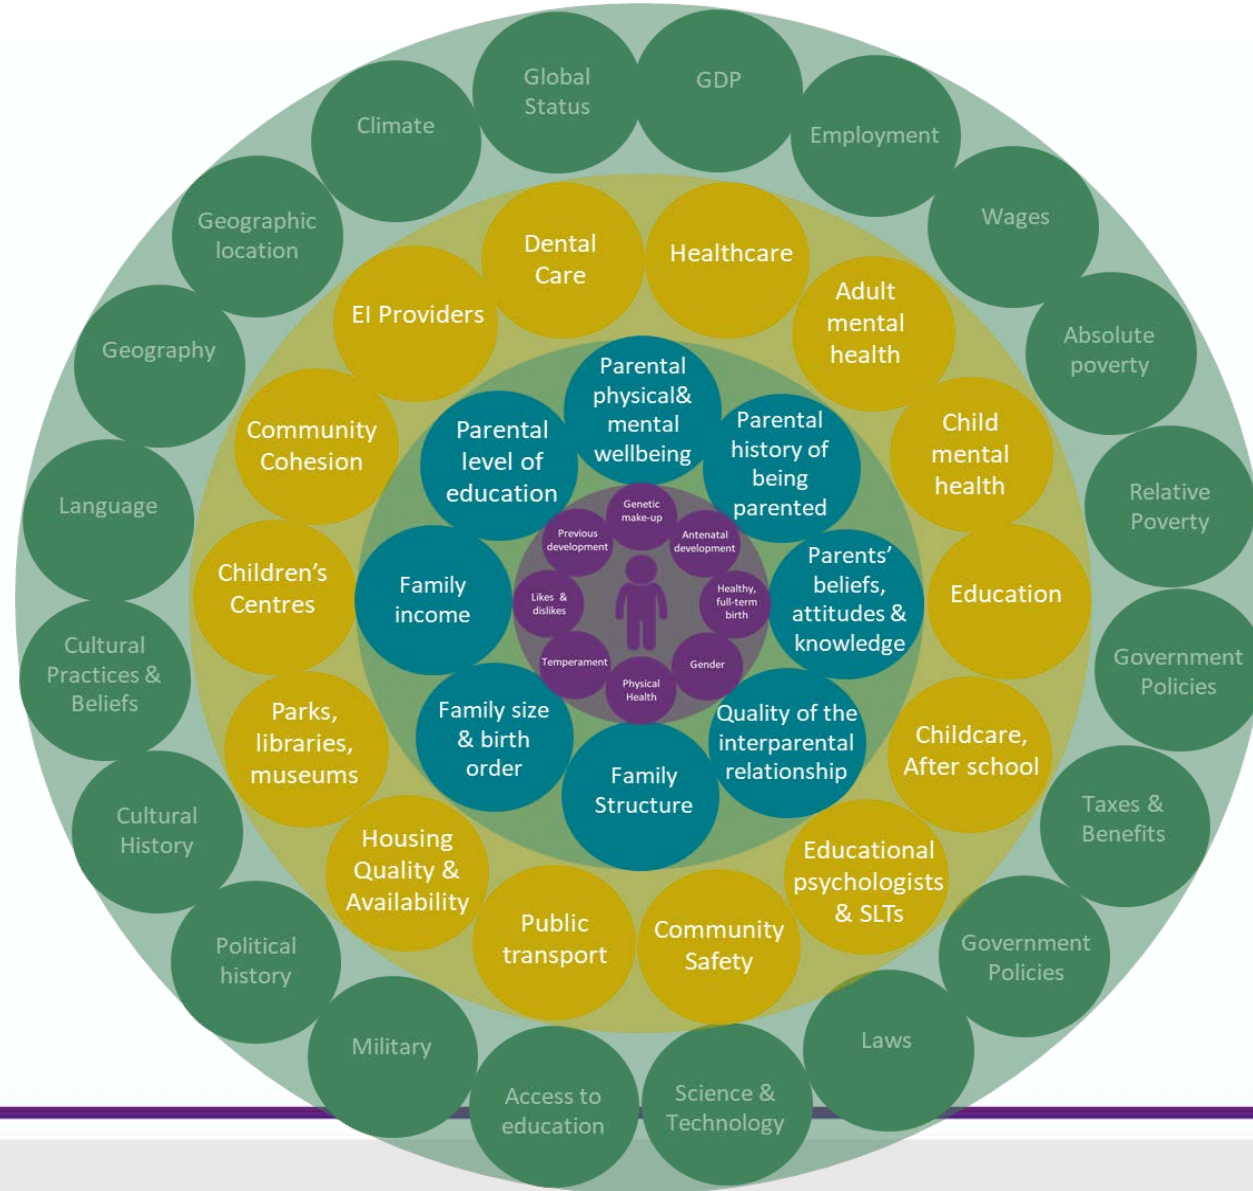 Global
Status
GDP
Employment
Wages
Absolute
poverty
Relative
Poverty
Government
Policies
Taxes &
Benefits
Government
Policies
Laws
Science &
Technology
Access to
education
Military
Political
history
Cultural
History
Cultural
Practices &
Beliefs
Language
Geography
Geographic
location
Climate
Dental
Care
Healthcare
Adult
mental
health
Child
mental
health
Education
Childcare,
After school
Educational
psychologists
& SLTs
Community
Safety
Public
transport
Housing
Quality &
Availability
Parks,
libraries,
museums
Children's
Centres
Community
Cohesion
EI Providers
Parental
physical&
mental
wellbeing
Parental
history of
being
parented
Parents'
beliefs,
attitudes &
knowledge
Quality of the
interparental
relationship
Family
Structure
Family size
& birth
order
Family
income
Parental
level of
education
Genetic
make-up
Antenatal
development
Healthy,
full-term
birth
Gender
Physical
Health
Temperament
Likes &
dislikes
Previous
development